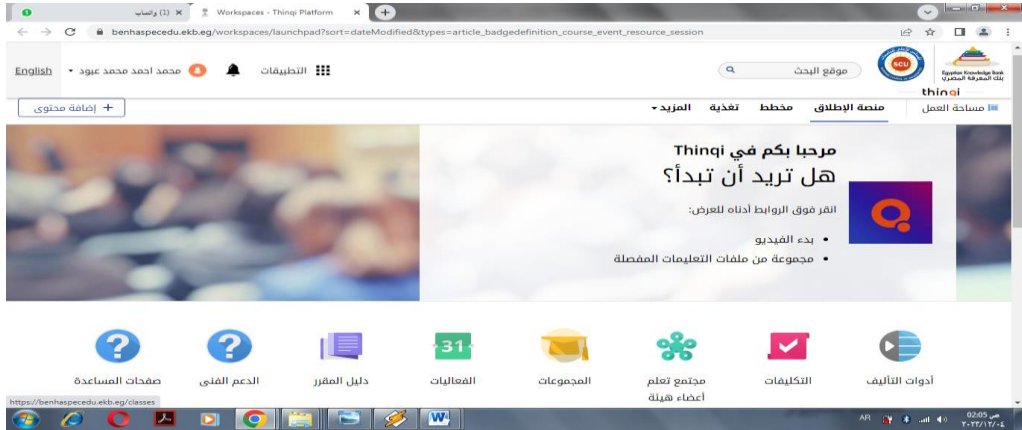 (1) واتساب
Workspaces - Thinqi Platform
benhaspecedu.ekb.eg/workspaces/launchpad?sort=dateModified&types=article_badgedefinition_course_event_resource_session
English
محمد احمد محمد عبود
التطبيقات
موقع البحث
SCU
Egyptian Knowledge Bank
بنك المعرفة المصري
thinqi
مساحة العمل
منصة الإطلاق
مخطط
تغذية
المزيد
+ إضافة محتوى
مرحبا بكم في Thinqi
هل تريد أن تبدأ؟
انقر فوق الروابط أدناه للعرض:
• بدء الفيديو
• مجموعة من ملفات التعليمات المفصلة
31
أدوات التأليف
التكليفات
مجتمع تعلم
أعضاء هيئة
المجموعات
الفعاليات
دليل المقرر
الدعم الفنى
صفحات المساعدة
https://benhaspecedu.ekb.eg/classes
AR
02:05 ص
٢٠٢٣/١٢/٠٤